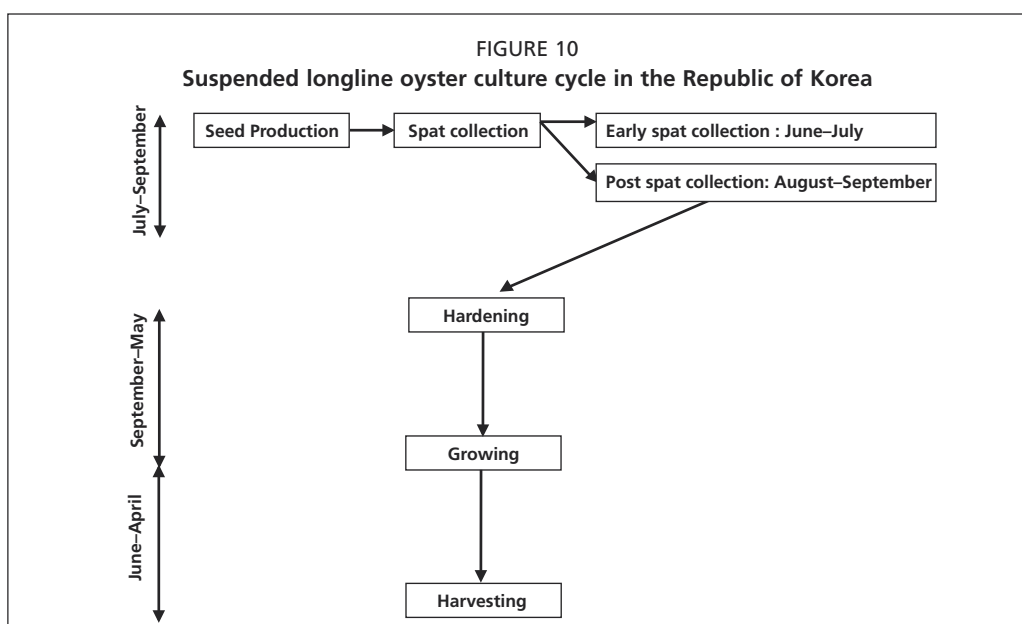 FIGURE 10
Suspended longline oyster culture cycle in the Republic of Korea
July–September
Seed Production
Spat collection
Early spat collection : June–July
Post spat collection: August–September
September–May
Hardening
Growing
June–April
Harvesting